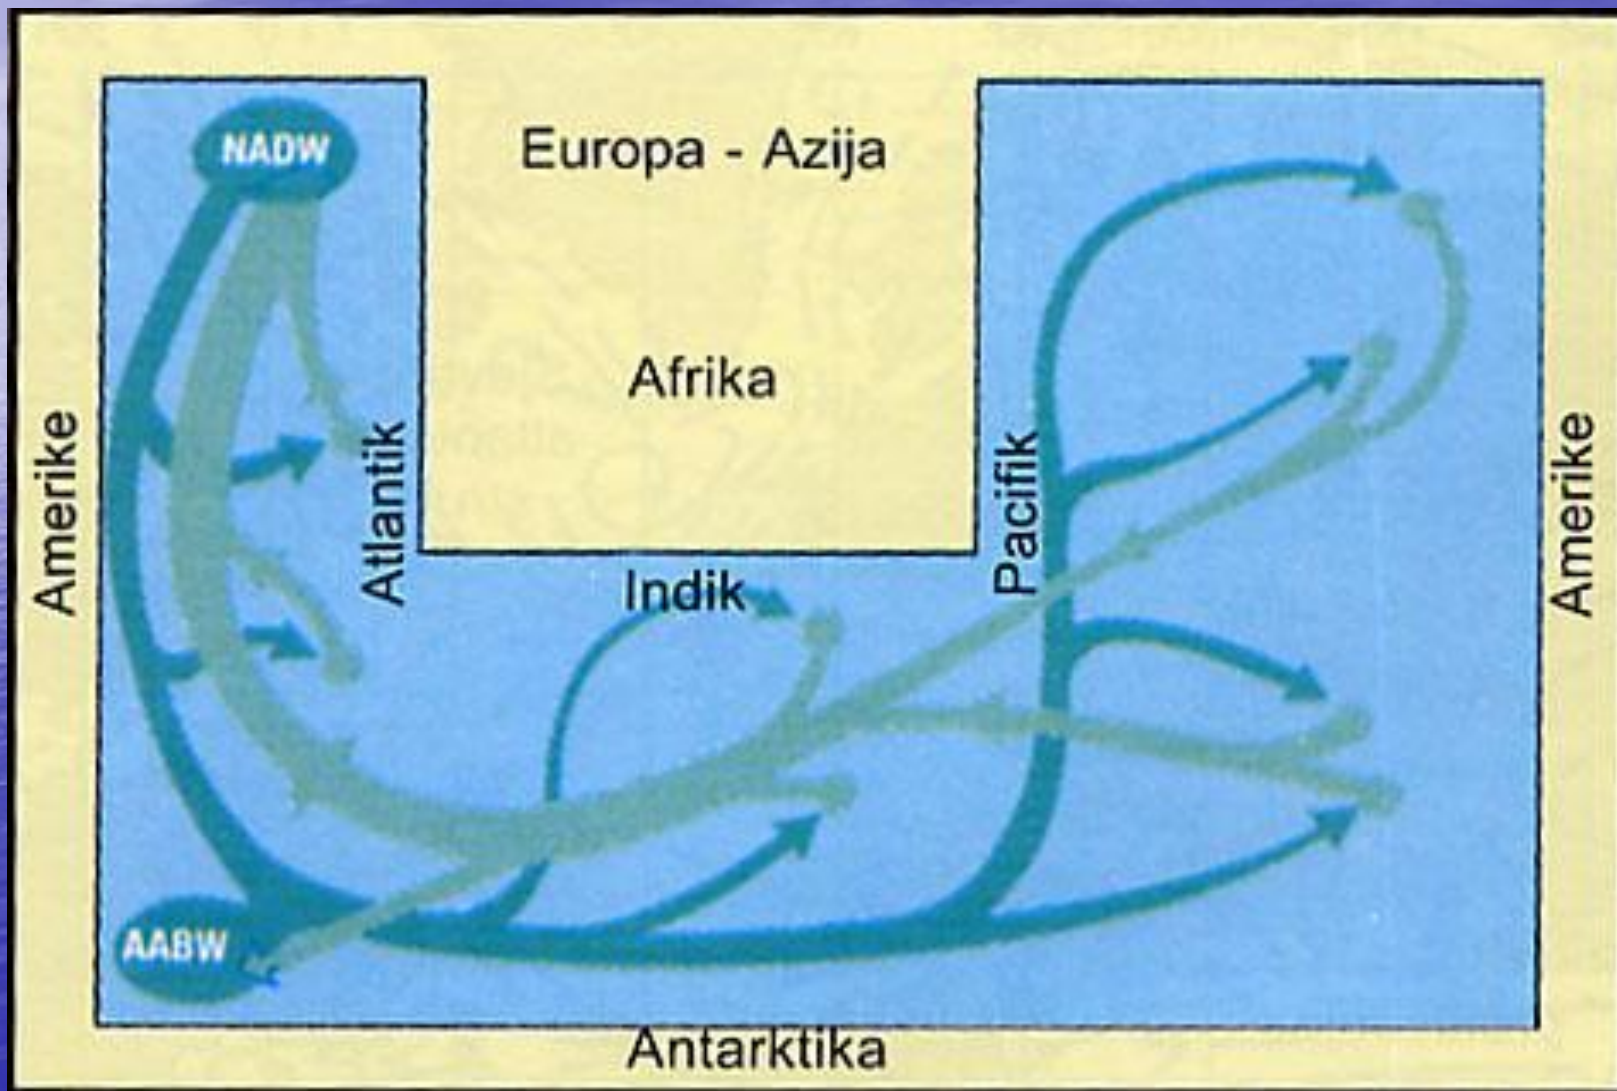 NADW
Europa - Azija
Afrika
Amerike
Atlantik
Indik
Pacifik
Amerike
AABW
Antarktika